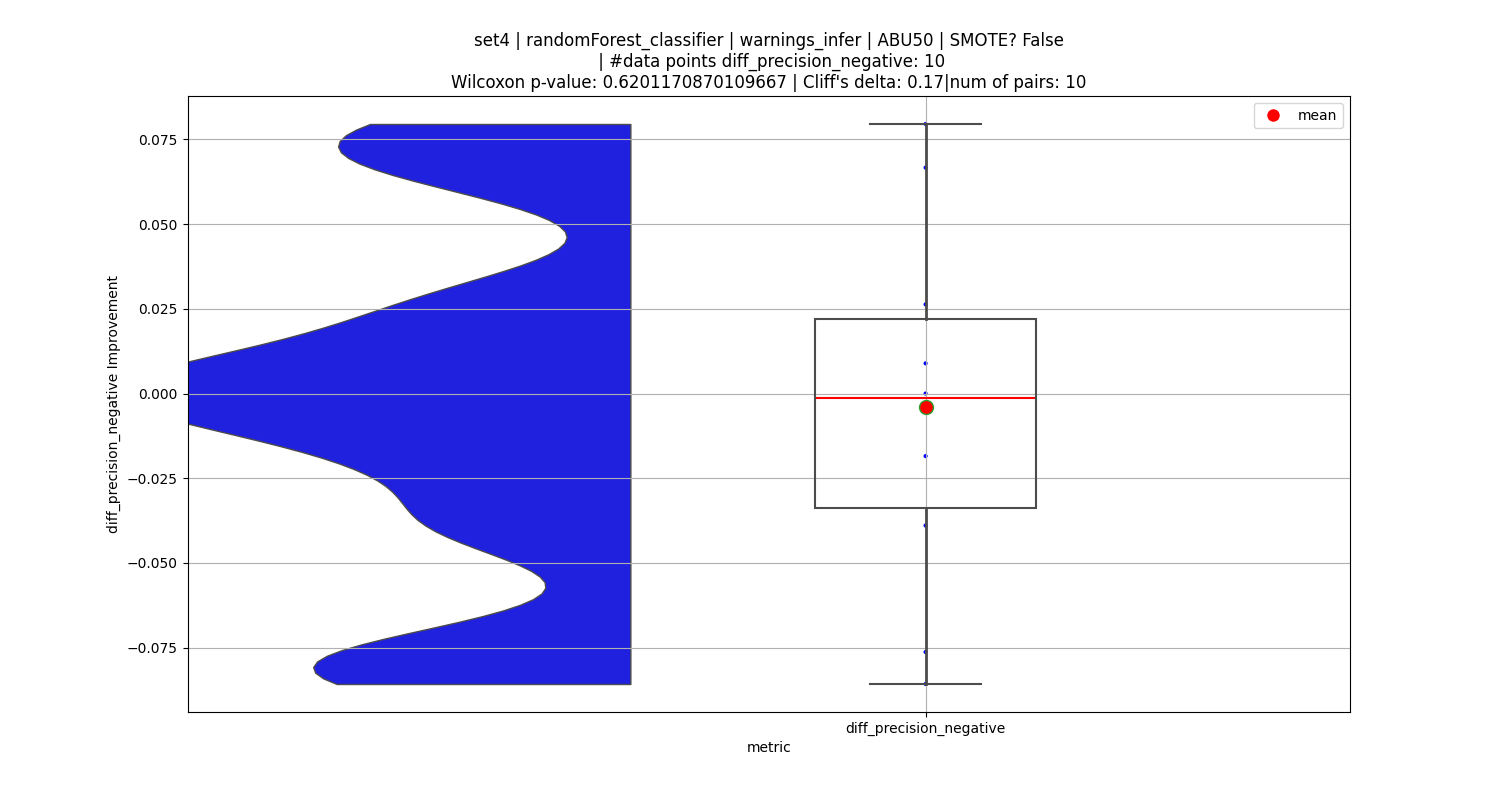 set4 | randomForest_classifier | warnings_infer | ABU50 | SMOTE? False
| #data points diff_precision_negative: 10
Wilcoxon p-value: 0.6201170870109667 | Cliff's delta: 0.17|num of pairs: 10
mean
0.075
0.050
0.025
0.000
−0.025
−0.050
−0.075
diff_precision_negative Improvement
diff_precision_negative
metric